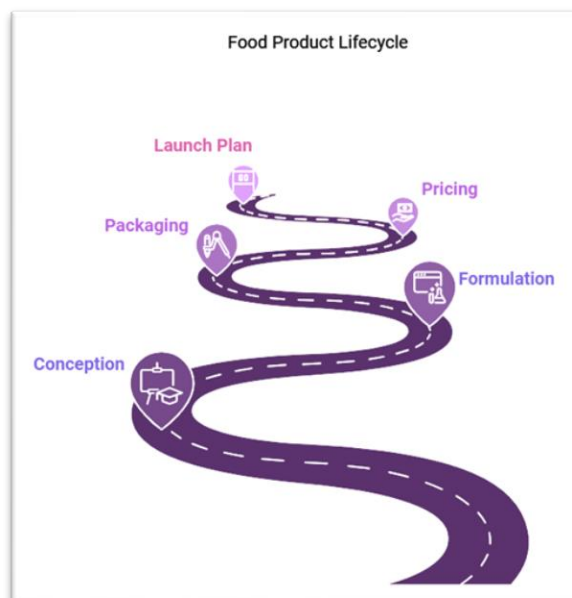 Food Product Lifecycle
Launch Plan
Pricing
Packaging
Formulation
Conception